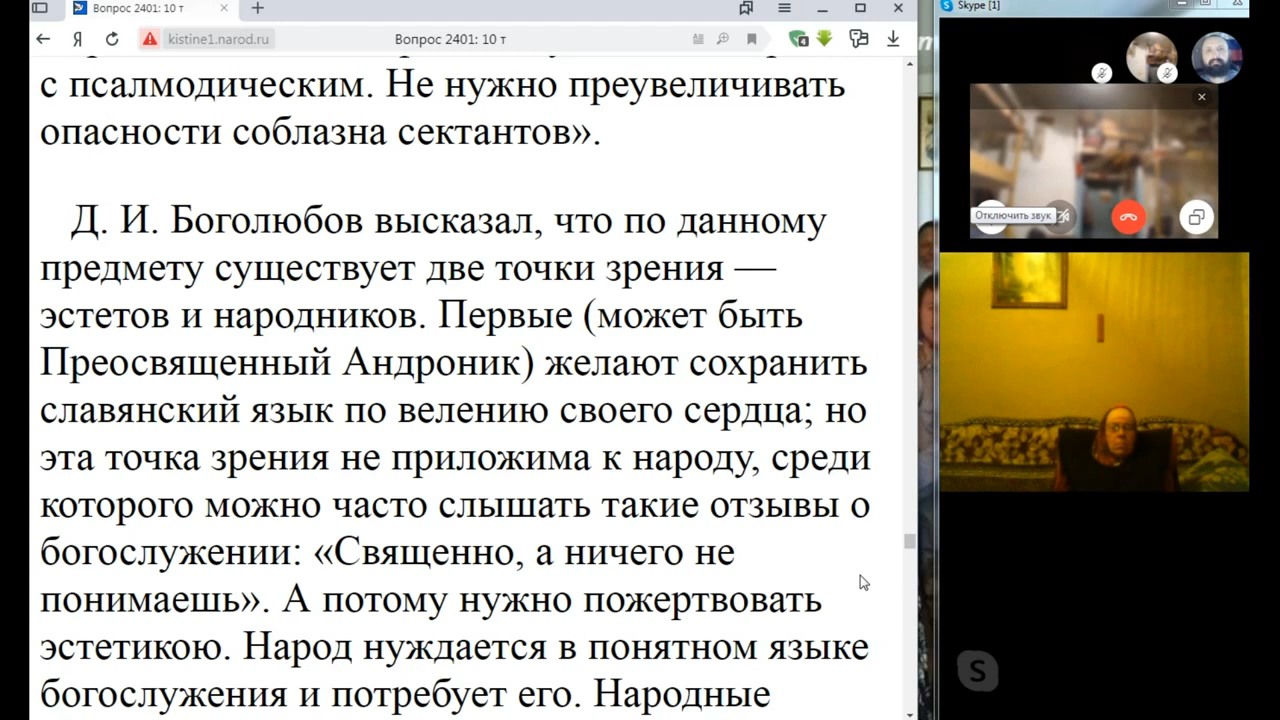 Вопрос 2401: 10 т
Skype [1]
Я
kistine1.narod.ru
Вопрос 2401: 10 т
4
с псалмодическим. Не нужно преувеличивать
опасности соблазна сектантов».
Д. И. Боголюбов высказал, что по данному
предмету существует две точки зрения —
эстетов и народников. Первые (может быть
Преосвященный Андроник) желают сохранить
славянский язык по велению своего сердца; но
эта точка зрения не приложима к народу, среди
которого можно часто слышать такие отзывы о
богослужении: «Священно, а ничего не
понимаешь». А потому нужно пожертвовать
эстетикою. Народ нуждается в понятном языке
богослужения и потребует его. Народные
Отключить звук
S